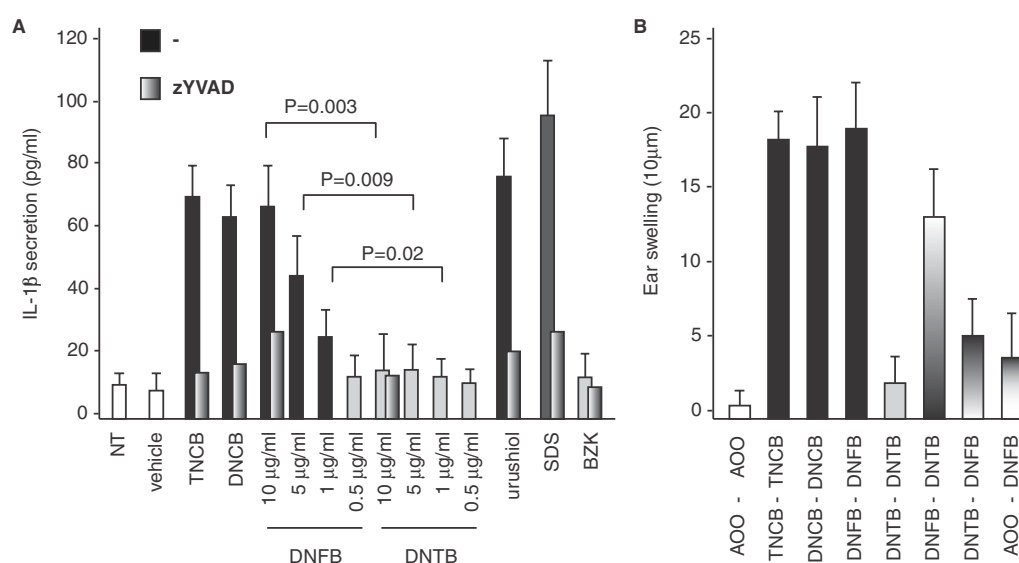 A
120
100
80
60
40
20
0
IL-1β secretion (pg/ml)
-
zYVAD
P=0.003
P=0.009
P=0.02
NT
vehicle
TNCB
DNCB
10 µg/ml
5 µg/ml
1 µg/ml
0.5 µg/ml
10 µg/ml
5 µg/ml
1 µg/ml
0.5 µg/ml
urushiol
SDS
BZK
DNFB
DNTB
B
25
20
15
10
5
0
Ear swelling (10µm)
AOO - AOO
TNCB - TNCB
DNCB - DNCB
DNFB - DNFB
DNTB - DNTB
DNFB - DNTB
DNTB - DNFB
AOO - DNFB